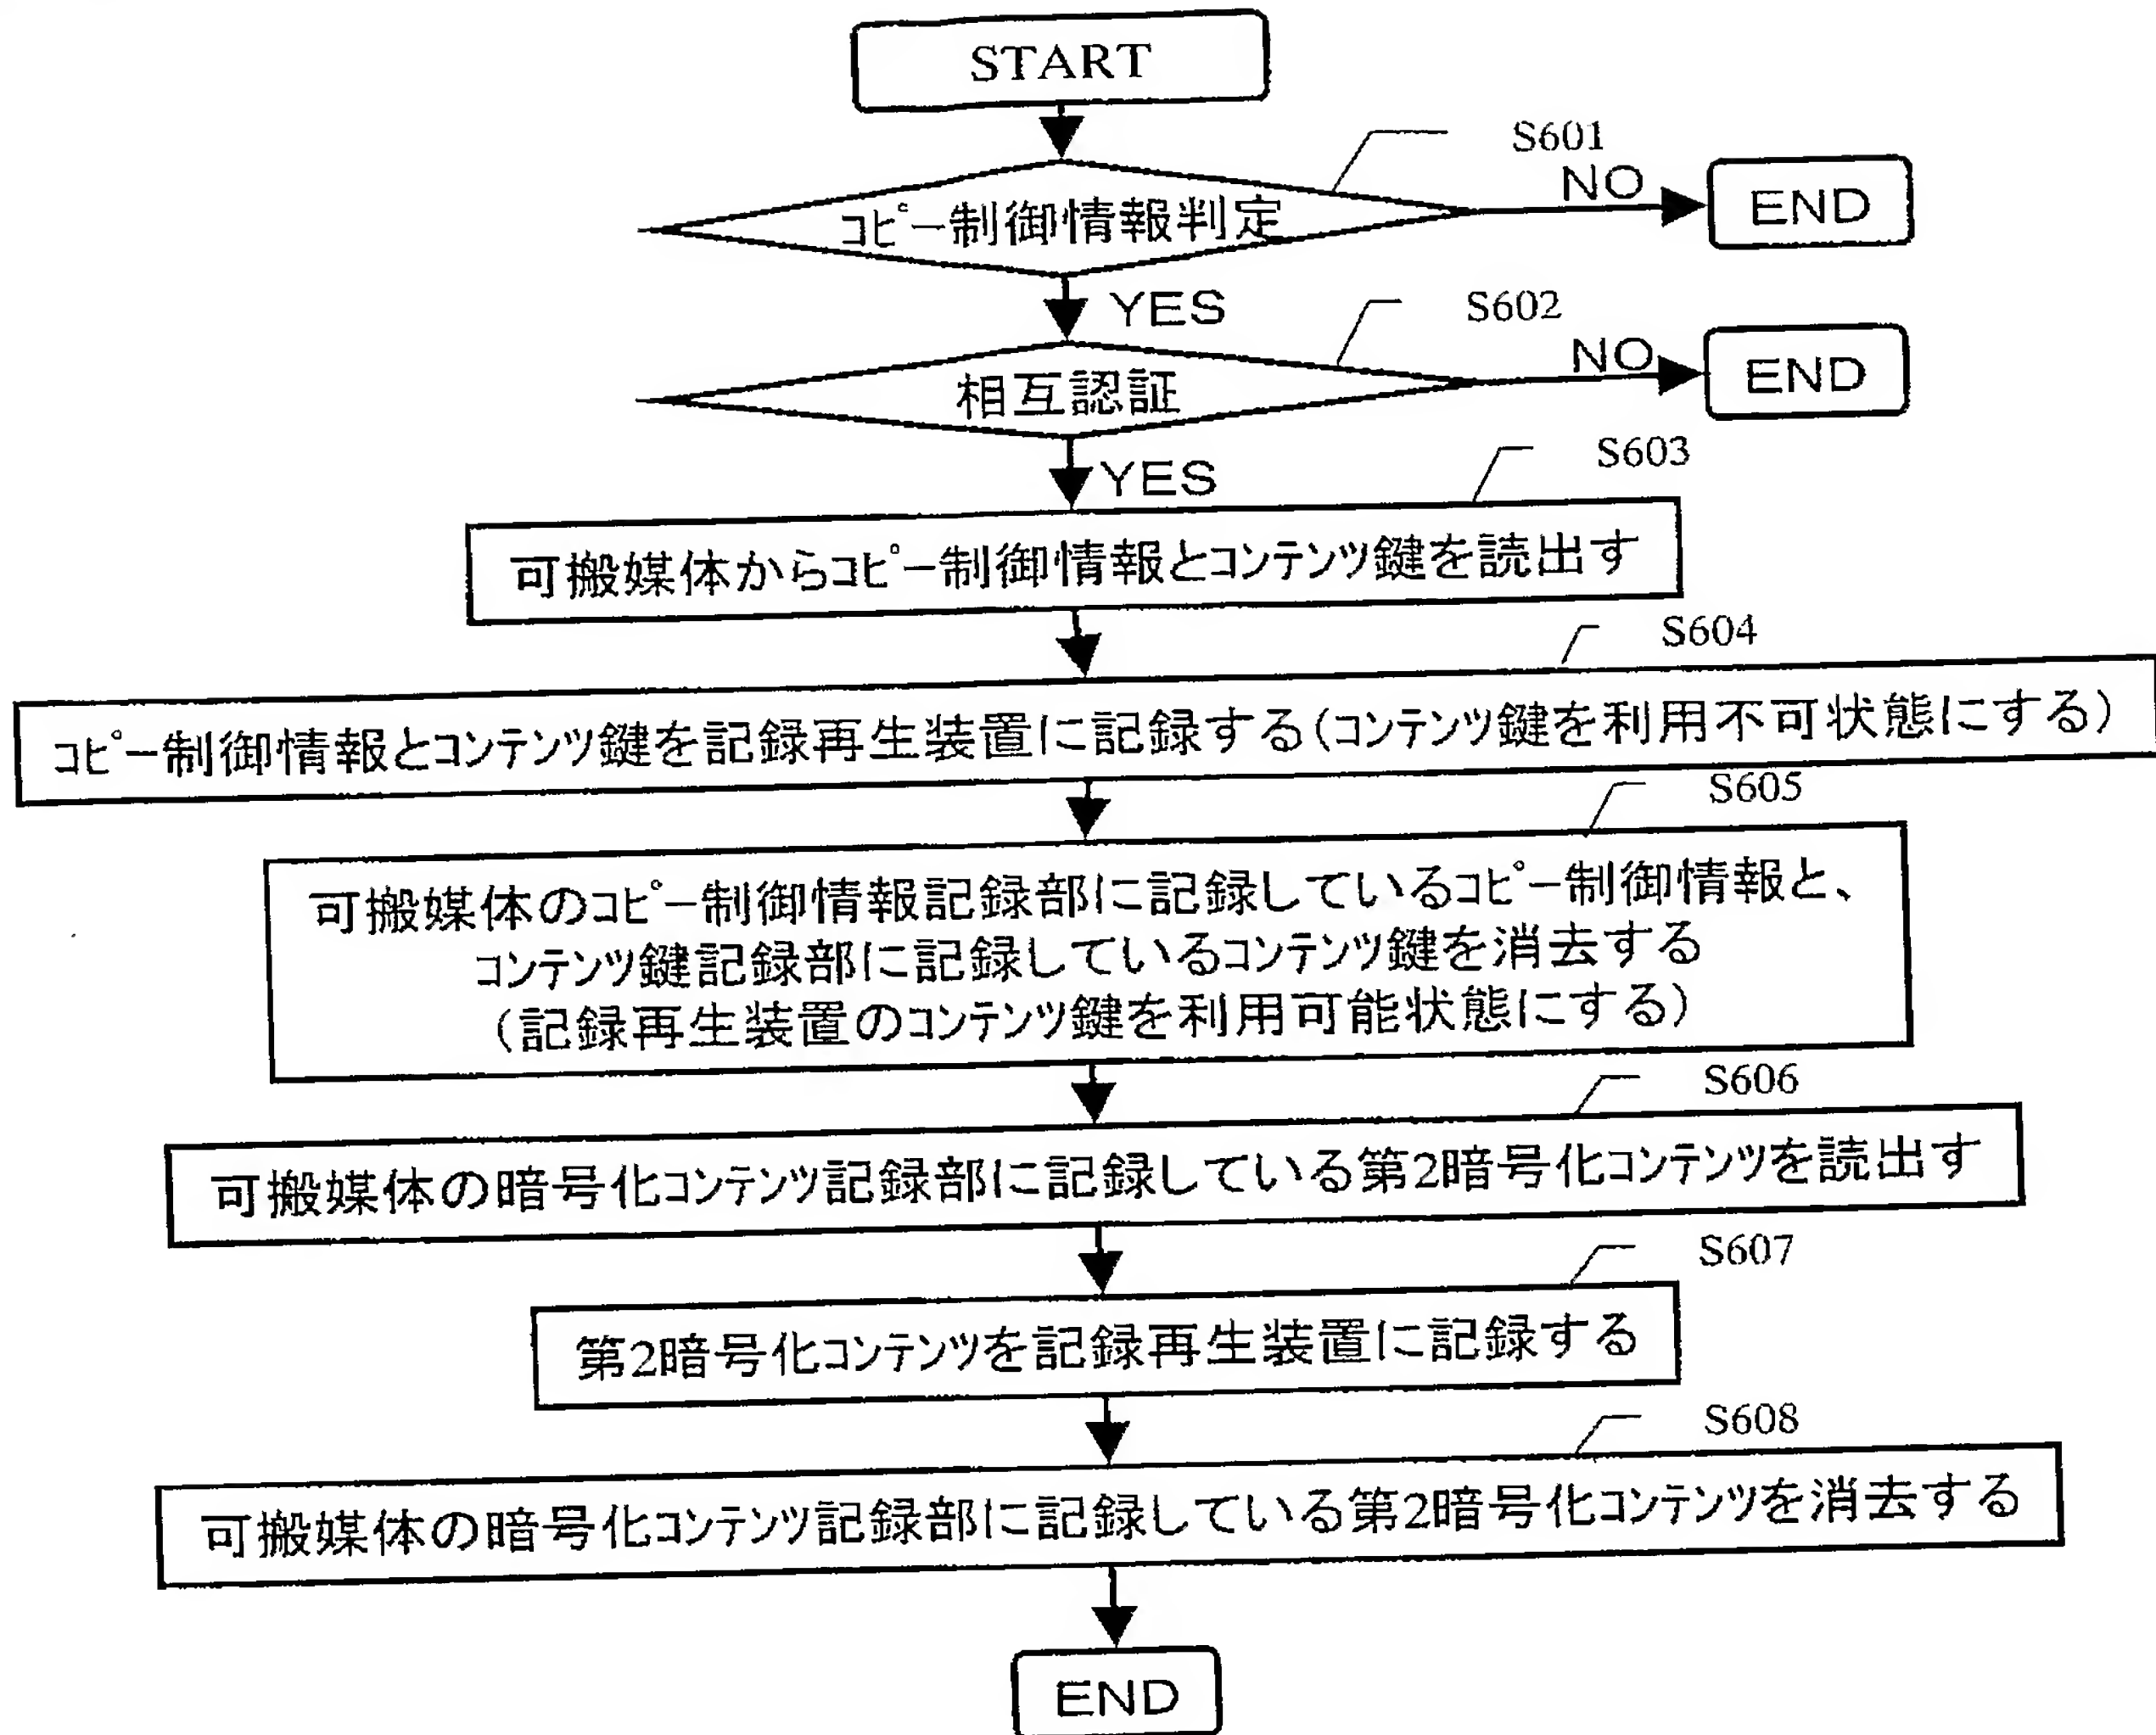 START
S601
コピー制御情報判定
NO
END
YES
S602
相互認証
NO
END
YES
S603
可搬媒体からコピー制御情報とコンテンツ鍵を読出す
S604
コピー制御情報とコンテンツ鍵を記録再生装置に記録する(コンテンツ鍵を利用不可状態にする)
S605
可搬媒体のコピー制御情報記録部に記録しているコピー制御情報と、
コンテンツ鍵記録部に記録しているコンテンツ鍵を消去する
(記録再生装置のコンテンツ鍵を利用可能状態にする)
S606
可搬媒体の暗号化コンテンツ記録部に記録している第2暗号化コンテンツを読出す
S607
第2暗号化コンテンツを記録再生装置に記録する
S608
可搬媒体の暗号化コンテンツ記録部に記録している第2暗号化コンテンツを消去する
END